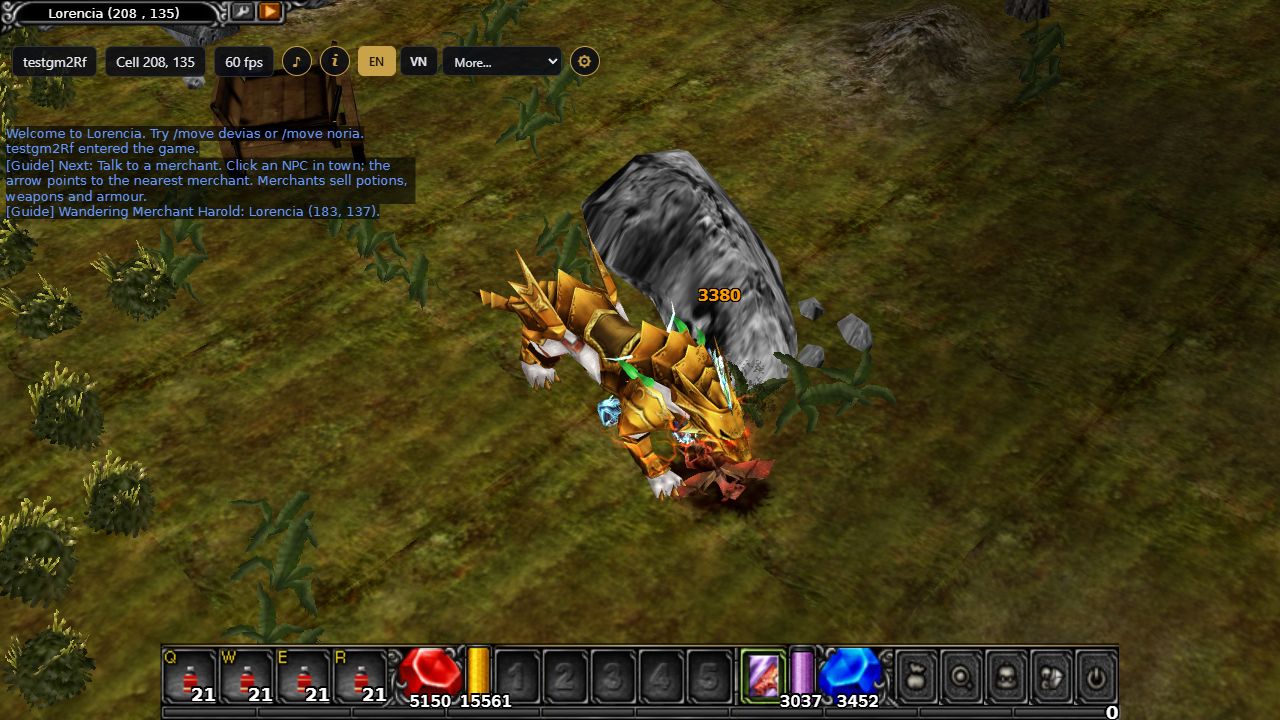 Lorencia (208 , 135)
testgm2Rf
Cell 208, 135
60 fps
♪
i
EN
VN
More...
Welcome to Lorencia. Try /move devias or /move noria.
testgm2Rf entered the game.
[Guide] Next: Talk to a merchant. Click an NPC in town; the
arrow points to the nearest merchant. Merchants sell potions,
weapons and armour.
[Guide] Wandering Merchant Harold: Lorencia (183, 137).
3380
Q
21
W
21
E
21
R
21
5150
15561
1
2
3
4
5
3037
3452
0